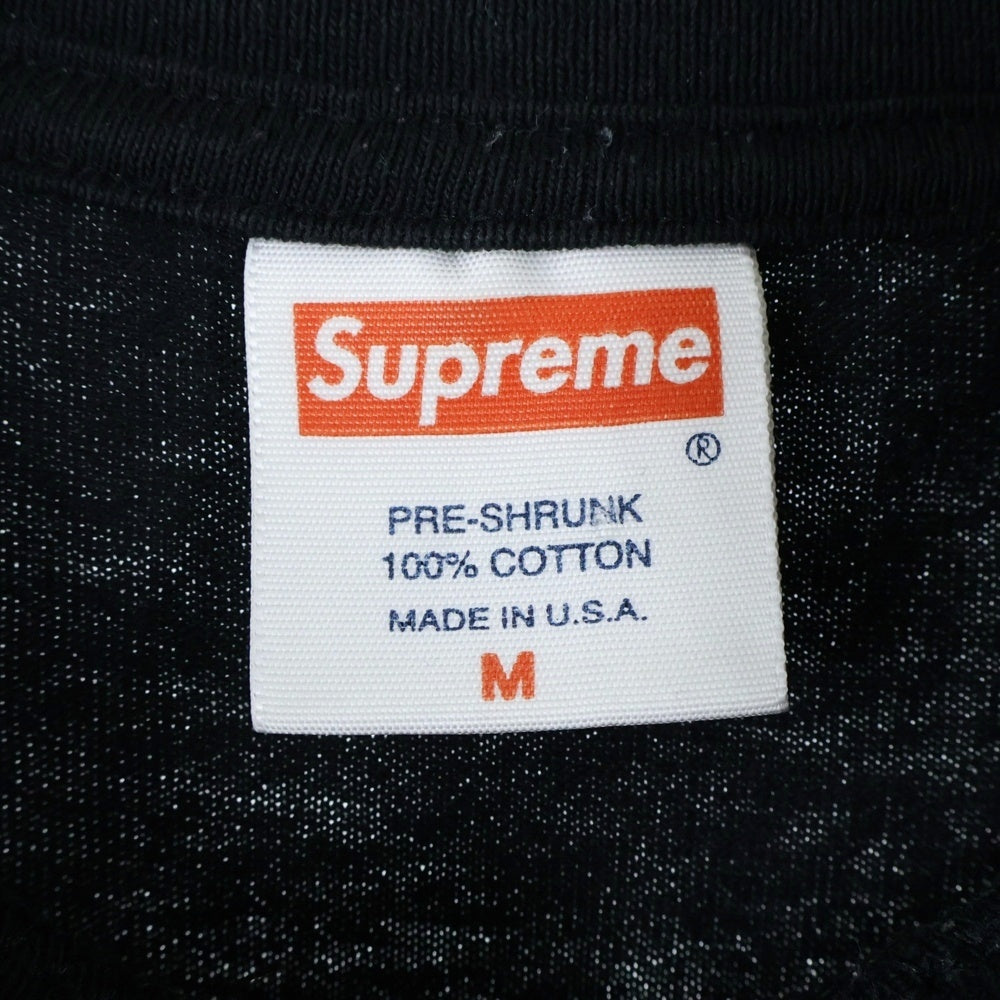 Supreme
®
PRE-SHRUNK
100% COTTON
MADE IN U.S.A.
M